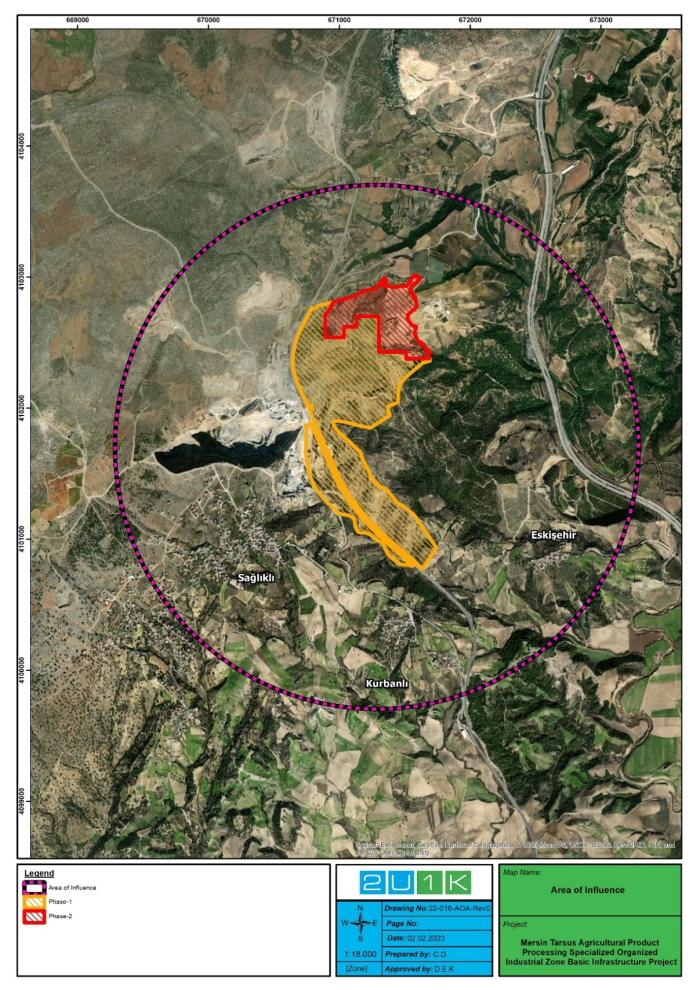 669000 670000 671000 672000 673000
4104000
4103000
4102000
4101000
4100000
4099000
Eskişehir
Sağlıklı
Kurbanlı
Legend
Area of Influence
Phase-1
Phase-2
2U1K
N
W E
S
1:18,000
[Zone]
Drawing No:22-016-AOA-Rev0
Page No:
Date: 02.02.2023
Prepared by: C.D
Approved by: D.E.K
Map Name:
Area of Influence
Project:
Mersin Tarsus Agricultural Product
Processing Specialized Organized
Industrial Zone Basic Infrastructure Project